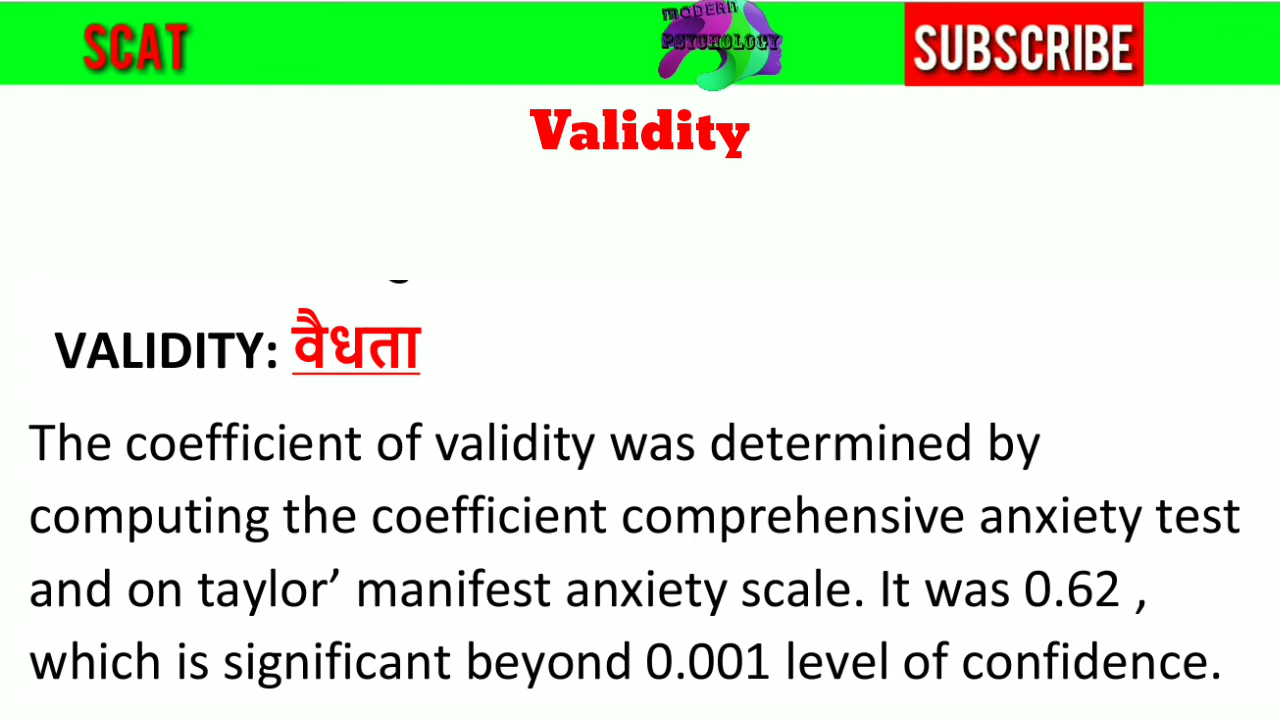 SCAT
MODERN
PSYCHOLOGY
SUBSCRIBE
Validity
VALIDITY: वैधता
The coefficient of validity was determined by
computing the coefficient comprehensive anxiety test
and on taylor’ manifest anxiety scale. It was 0.62 ,
which is significant beyond 0.001 level of confidence.